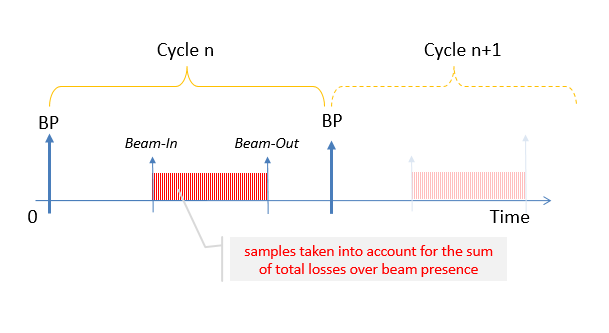 Cycle n
Cycle n+1
BP
BP
Beam-In
Beam-Out
0
Time
samples taken into account for the sum
of total losses over beam presence